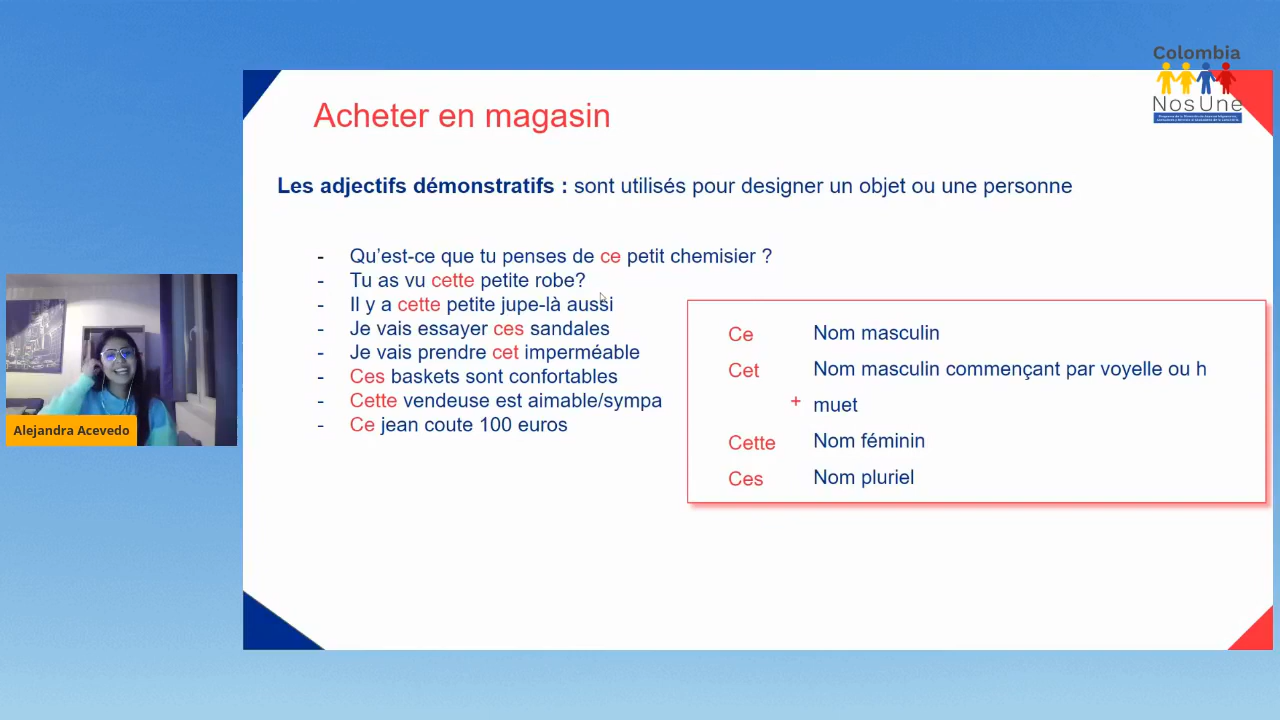 Colombia
NosUne
Acheter en magasin
Les adjectifs démonstratifs : sont utilisés pour designer un objet ou une personne
- Qu'est-ce que tu penses de ce petit chemisier ?
- Tu as vu cette petite robe?
- Il y a cette petite jupe-là aussi
- Je vais essayer ces sandales
- Je vais prendre cet imperméable
- Ces baskets sont confortables
- Cette vendeuse est aimable/sympa
- Ce jean coute 100 euros
Ce Nom masculin
Cet Nom masculin commençant par voyelle ou h
+ muet
Cette Nom féminin
Ces Nom pluriel
Alejandra Acevedo